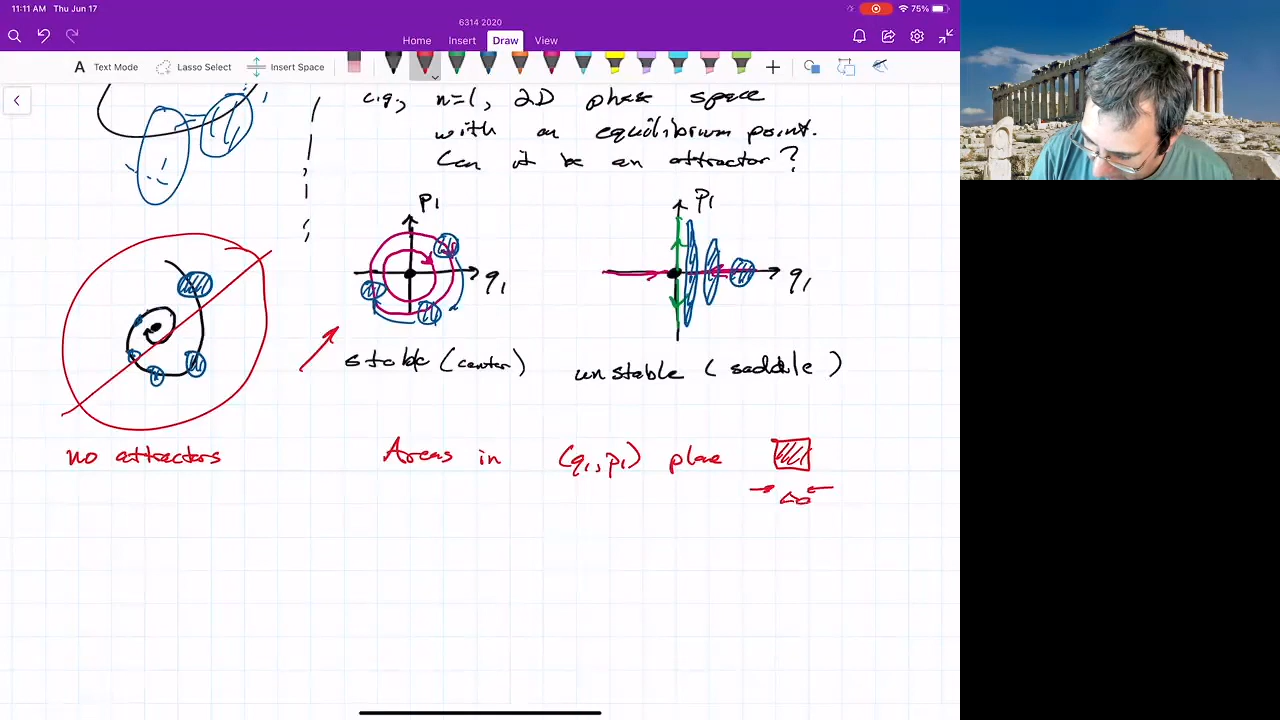 11:11 AM Thu Jun 17
75%
6314 2020
Home Insert Draw View
Text Mode Lasso Select Insert Space
e.g., n=1, 2D phase space
with an equilibrium point.
Can it be an attractor?
p1
q1
stable (center)
p1
q1
unstable (saddle)
no attractors
Areas in (q1, p1) plane